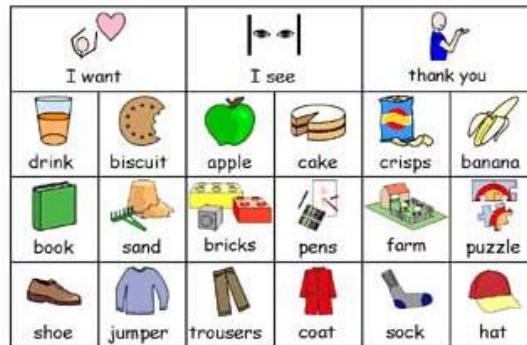 I want I see thank you
drink biscuit apple cake crisps banana
book sand bricks pens farm puzzle
shoe jumper trousers coat sock hat